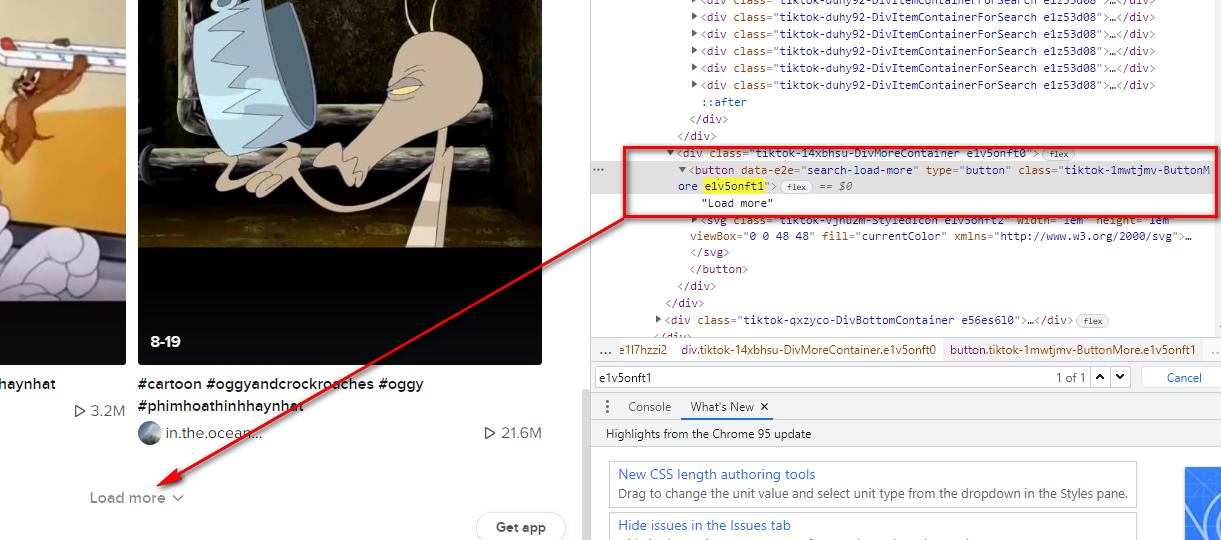 8-19
haynhat
3.2M
#cartoon #oggyandcrockroaches #oggy
#phimhoathinhhaynhat
in.the.ocean...
21.6M
Load more
Get app
<div class="tiktok-duhy92-DivItemContainerForSearch e1z53d08">…</div>
<div class="tiktok-duhy92-DivItemContainerForSearch e1z53d08">…</div>
<div class="tiktok-duhy92-DivItemContainerForSearch e1z53d08">…</div>
<div class="tiktok-duhy92-DivItemContainerForSearch e1z53d08">…</div>
<div class="tiktok-duhy92-DivItemContainerForSearch e1z53d08">…</div>
<div class="tiktok-duhy92-DivItemContainerForSearch e1z53d08">…</div>
::after
</div>
</div>
<div class="tiktok-14xbhsu-DivMoreContainer e1v5onft0"> flex
<button data-e2e="search-load-more" type="button" class="tiktok-1mwtjmv-ButtonM
ore e1v5onft1"> flex == $0
"Load more"
<svg class="tiktok-vjnu2m-StyledIcon e1v5onft2" width="1em" height="1em"
viewBox="0 0 48 48" fill="currentColor" xmlns="http://www.w3.org/2000/svg">…
</svg>
</button>
</div>
</div>
<div class="tiktok-qxzyco-DivBottomContainer e56es6l0">…</div> flex
</div>
... e1l7hzzi2 div.tiktok-14xbhsu-DivMoreContainer.e1v5onft0 button.tiktok-1mwtjmv-ButtonMore.e1v5onft1 ...
e1v5onft1 1 of 1 Cancel
Console What's New ×
Highlights from the Chrome 95 update
New CSS length authoring tools
Drag to change the unit value and select unit type from the dropdown in the Styles pane.
Hide issues in the Issues tab